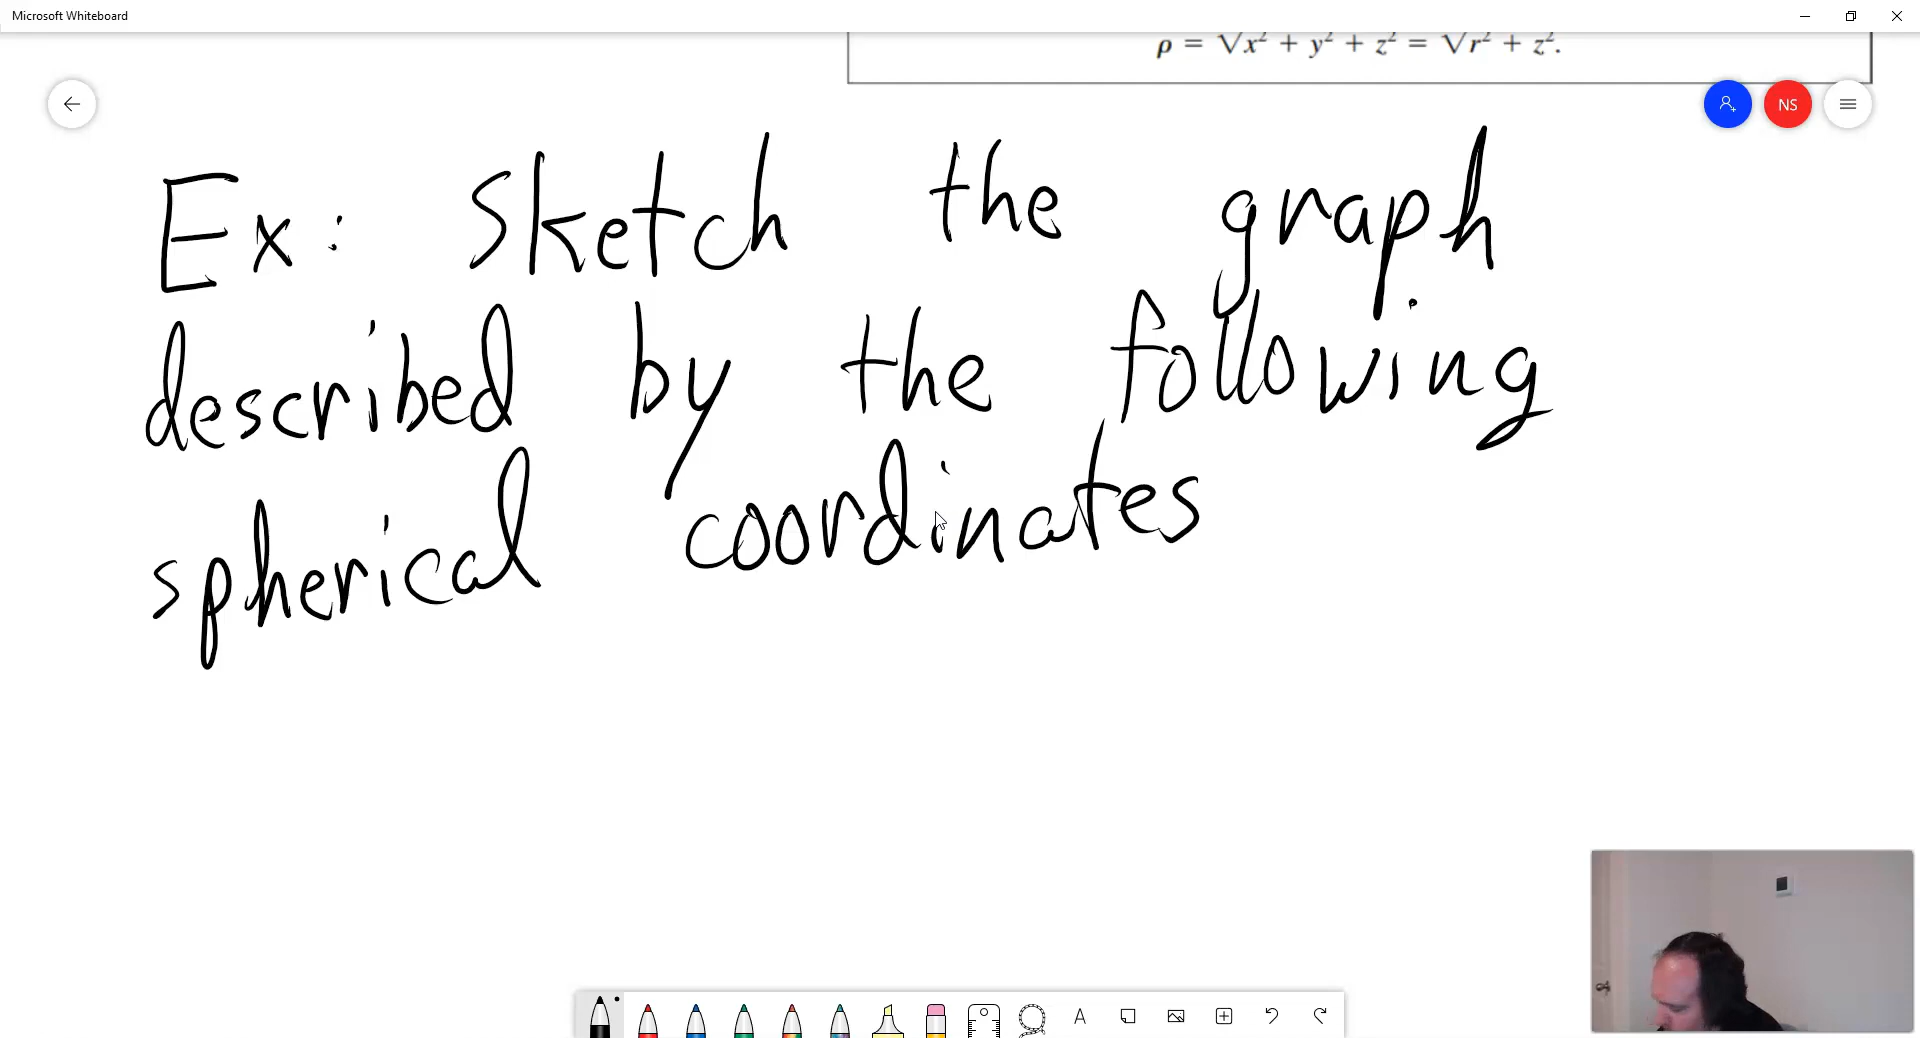 Microsoft Whiteboard
ρ = √x² + y² + z² = √r² + z².
NS
Ex: Sketch the graph
described by the following
spherical coordinates
A